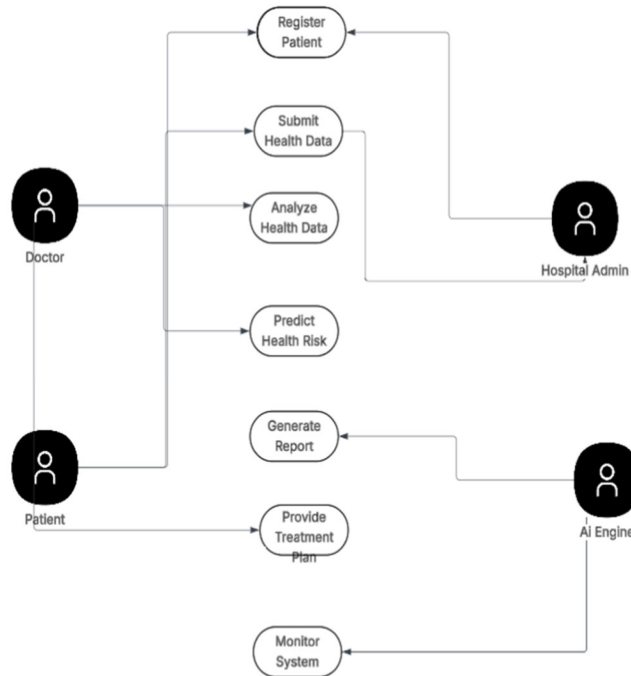 Register
Patient
Submit
Health Data
Analyze
Health Data
Doctor
Hospital Admin
Predict
Health Risk
Generate
Report
Patient
Provide
Treatment
Plan
Ai Engine
Monitor
System